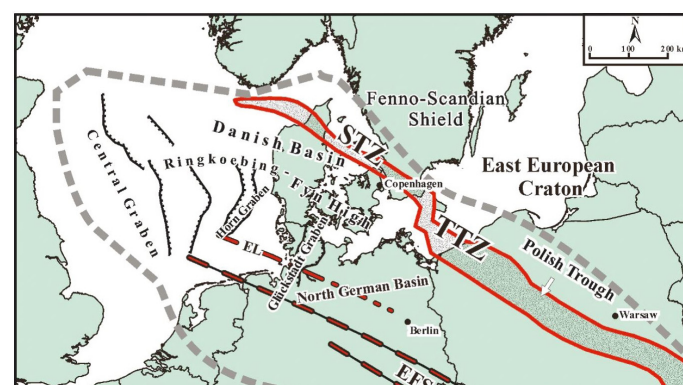 N
0
100
200
km
Fenno-Scandian
Shield
STZ
Danish Basin
Central Graben
Ringkoebing - Fyn High
East European
Craton
Copenhagen
Horn Graben
TTZ
EL
Glückstadt Graben
Polish Trough
North German Basin
Warsaw
Berlin